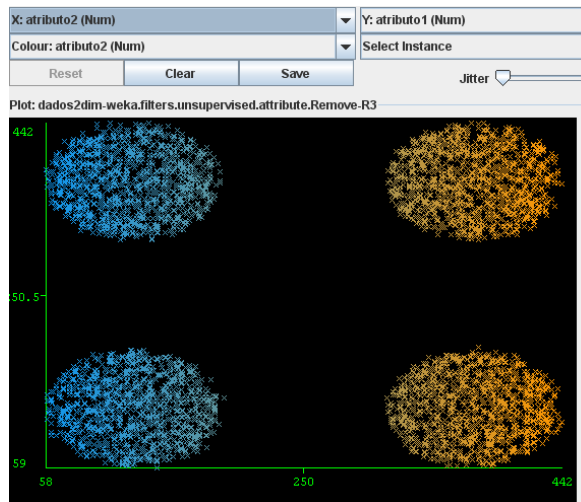 X: atributo2 (Num) Y: atributo1 (Num)
Colour: atributo2 (Num) Select Instance
Reset Clear Save Jitter
Plot: dados2dim-weka.filters.unsupervised.attribute.Remove-R3
442
:50.5
59
58 250 442